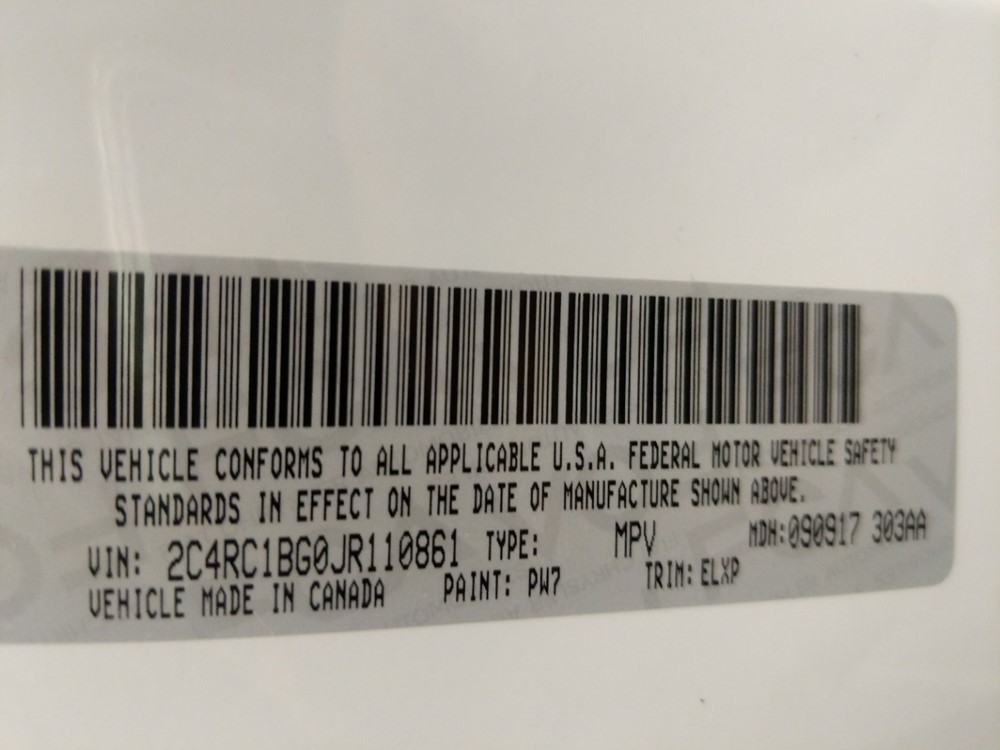 THIS VEHICLE CONFORMS TO ALL APPLICABLE U.S.A. FEDERAL MOTOR VEHICLE SAFETY
STANDARDS IN EFFECT ON THE DATE OF MANUFACTURE SHOWN ABOVE.
VIN: 2C4RC1BG0JR110861 TYPE: MPV MDH:090917 303AA
VEHICLE MADE IN CANADA PAINT: PW7 TRIM: ELXP